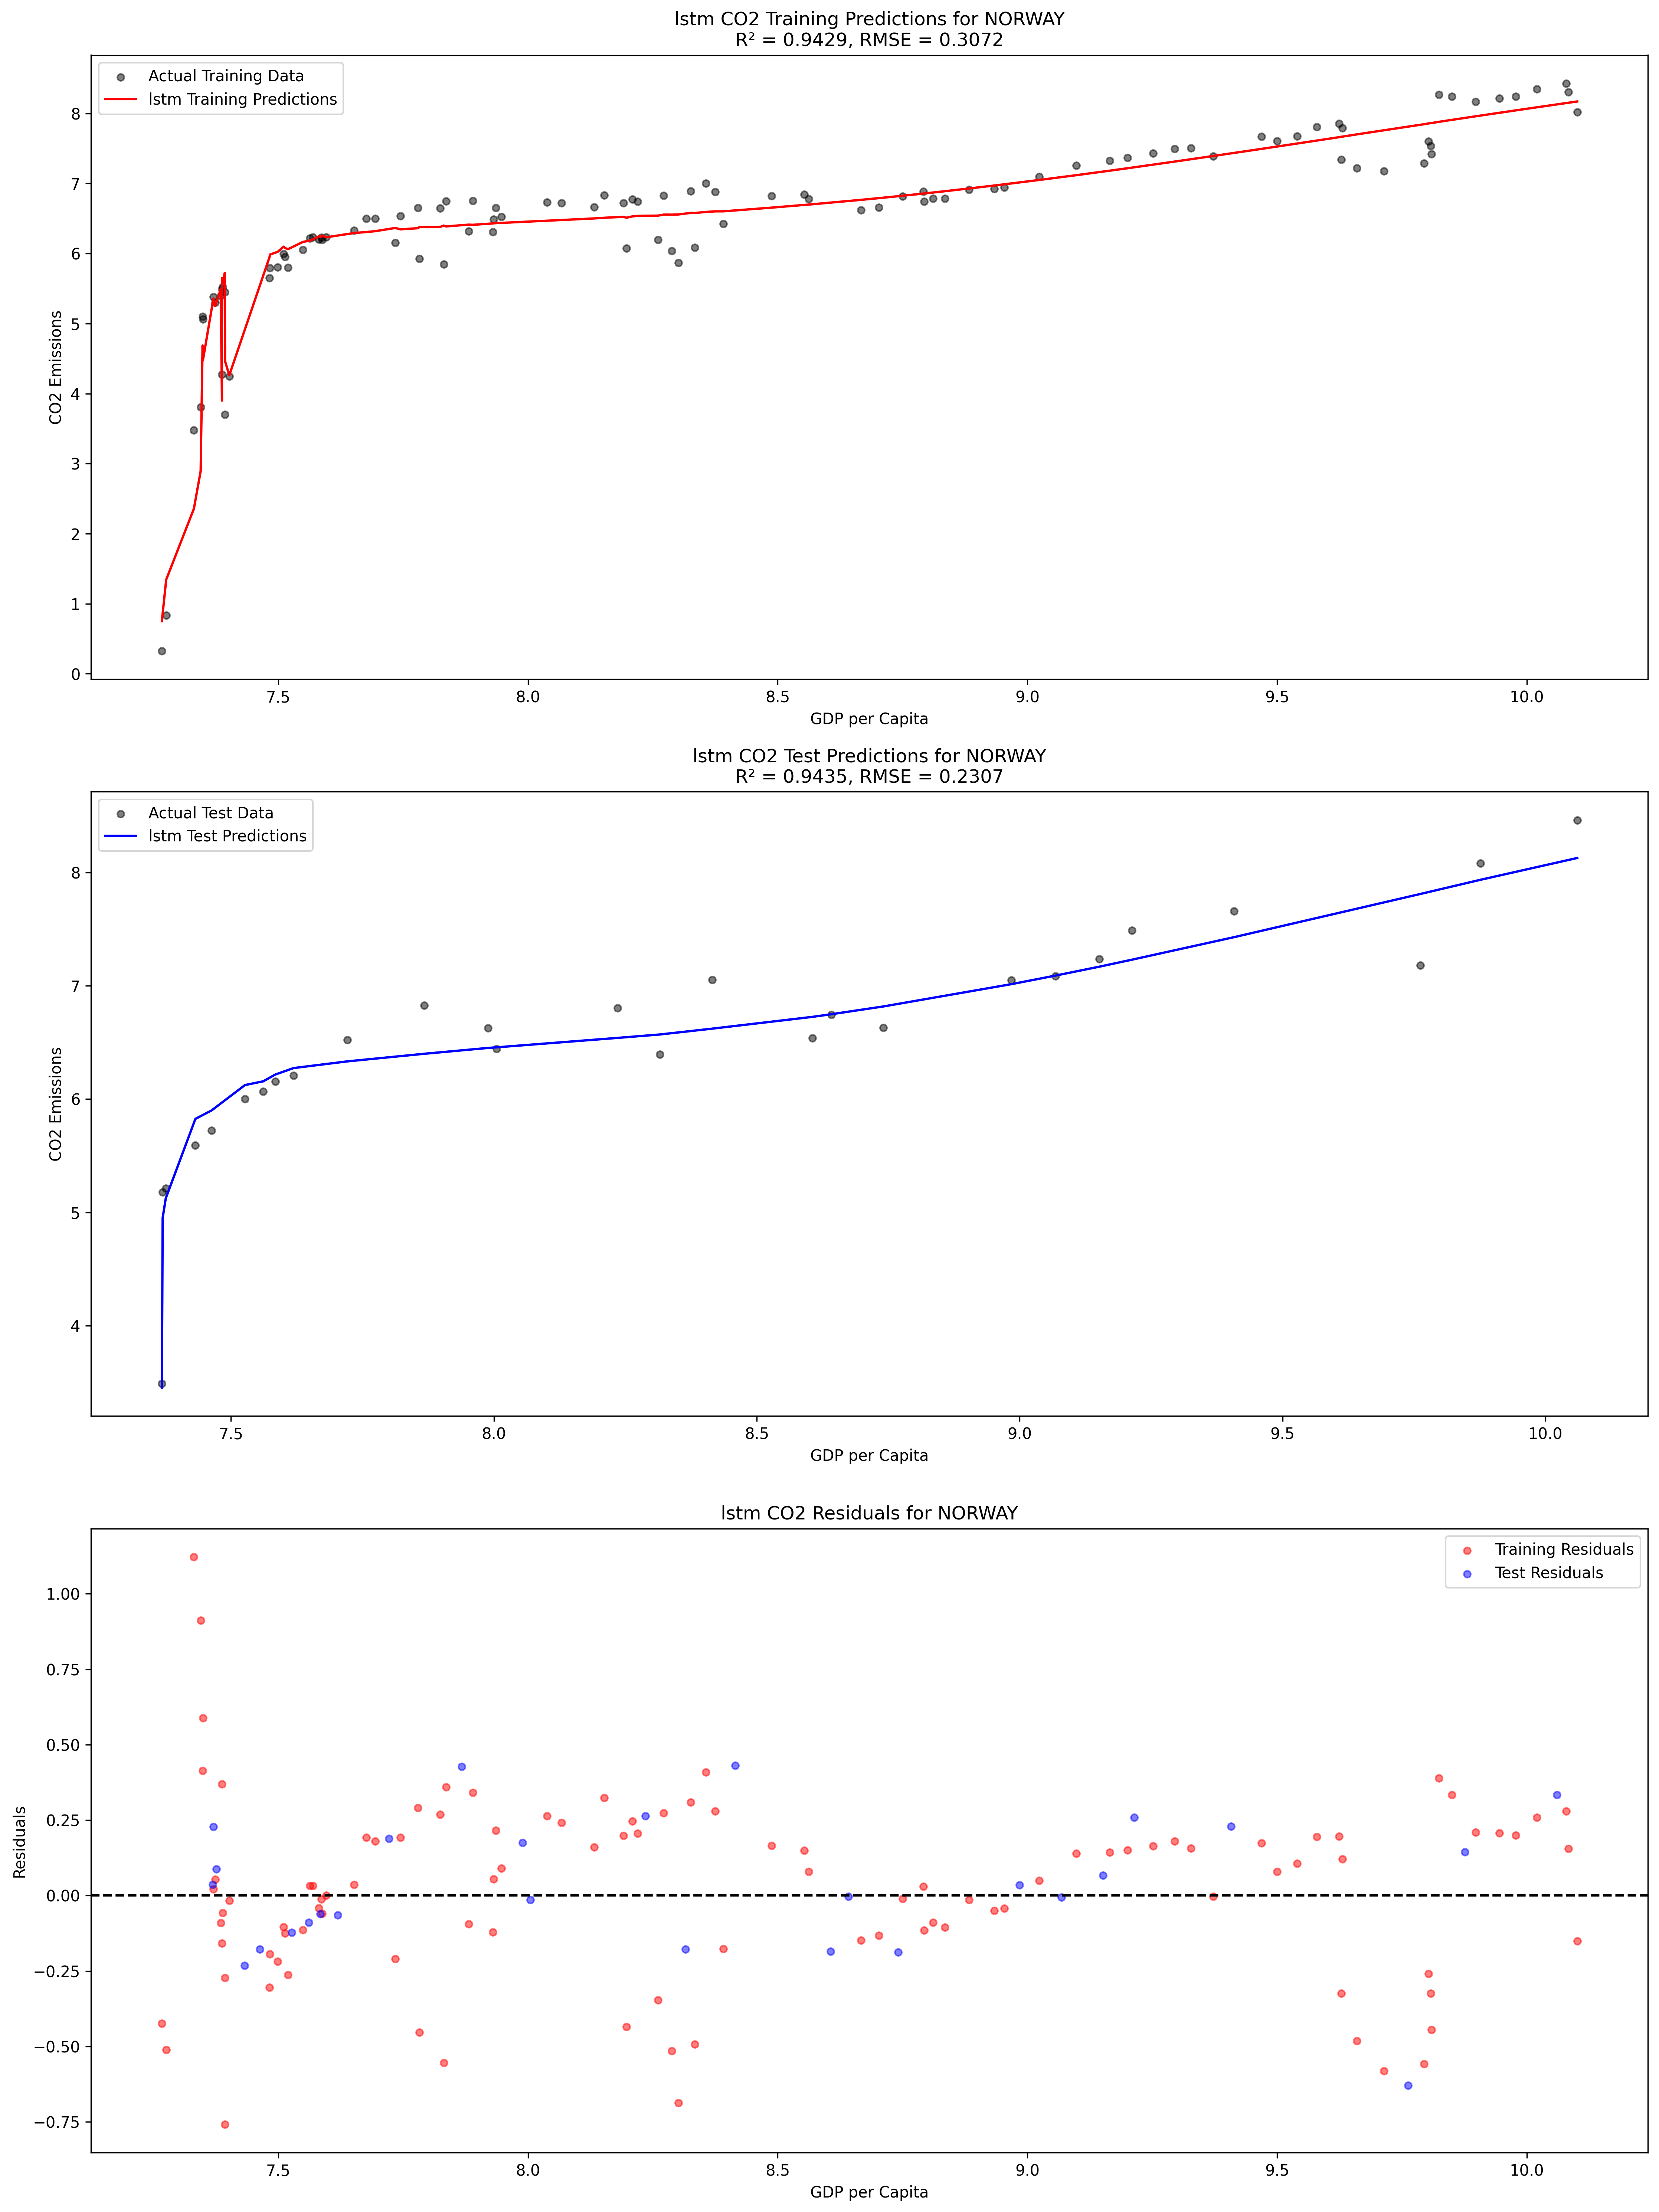 lstm CO2 Training Predictions for NORWAY
R² = 0.9429, RMSE = 0.3072
Actual Training Data
lstm Training Predictions
CO2 Emissions
8
7
6
5
4
3
2
1
0
7.5 8.0 8.5 9.0 9.5 10.0
GDP per Capita
lstm CO2 Test Predictions for NORWAY
R² = 0.9435, RMSE = 0.2307
Actual Test Data
lstm Test Predictions
CO2 Emissions
8
7
6
5
4
7.5 8.0 8.5 9.0 9.5 10.0
GDP per Capita
lstm CO2 Residuals for NORWAY
Training Residuals
Test Residuals
Residuals
1.00
0.75
0.50
0.25
0.00
−0.25
−0.50
−0.75
7.5 8.0 8.5 9.0 9.5 10.0
GDP per Capita